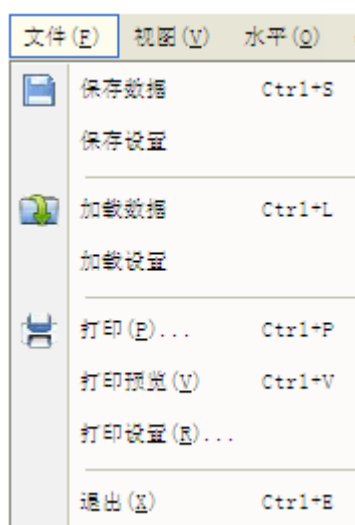 文件(F) 视图(V) 水平(O)
保存数据 Ctrl+S
保存设置
加载数据 Ctrl+L
加载设置
打印(P)... Ctrl+P
打印预览(V) Ctrl+V
打印设置(R)...
退出(X) Ctrl+E